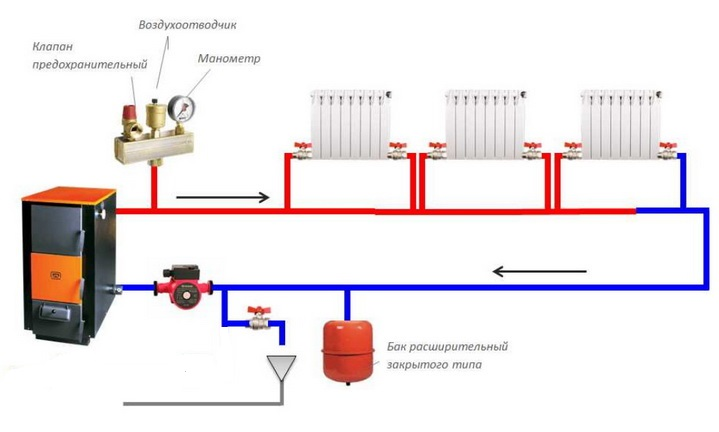 Воздухоотводчик
Клапан
предохранительный
Манометр
Бак расширительный
закрытого типа